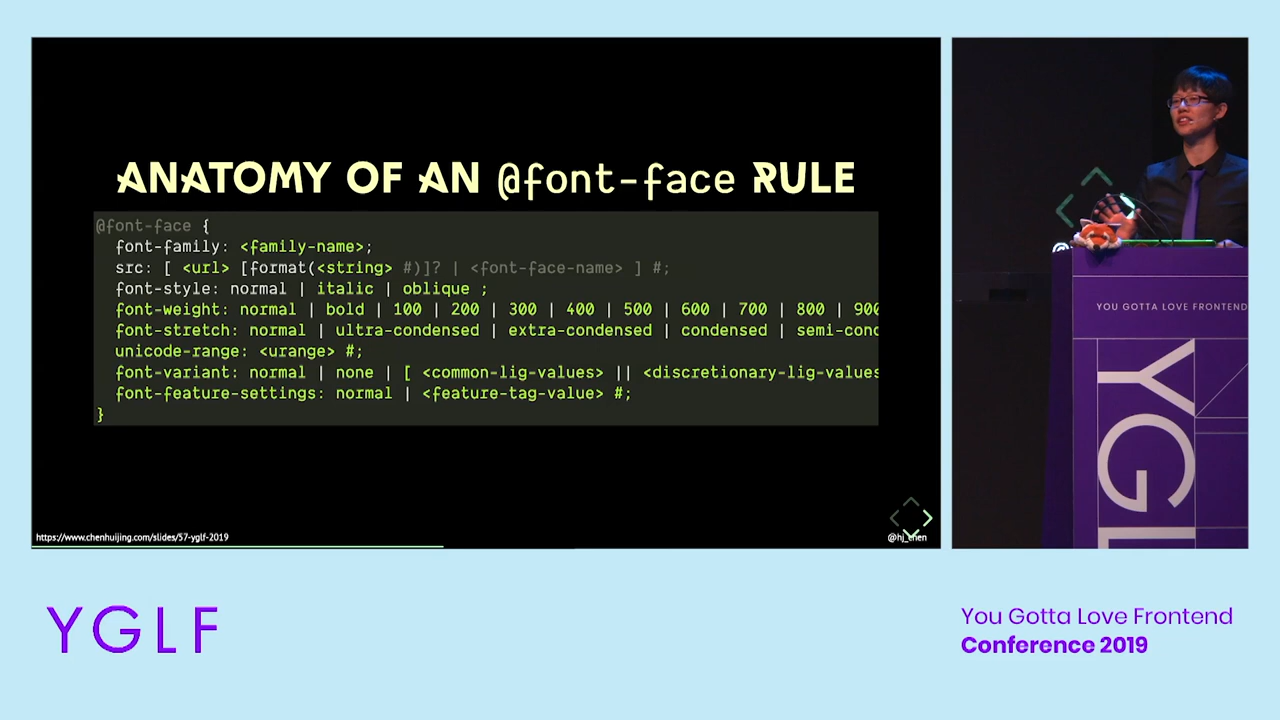 ANATOMY OF AN @font-face RULE
@font-face {
font-family: <family-name>;
src: [ <url> [format(<string> #)]? | <font-face-name> ] #;
font-style: normal | italic | oblique ;
font-weight: normal | bold | 100 | 200 | 300 | 400 | 500 | 600 | 700 | 800 | 900
font-stretch: normal | ultra-condensed | extra-condensed | condensed | semi-conc
unicode-range: <urange> #;
font-variant: normal | none | [ <common-lig-values> || <discretionary-lig-values
font-feature-settings: normal | <feature-tag-value> #;
}
https://www.chenhuijing.com/slides/57-yglf-2019
@hj_chen
YOU GOTTA LOVE FRONTEND
YGL
YGLF
You Gotta Love Frontend
Conference 2019